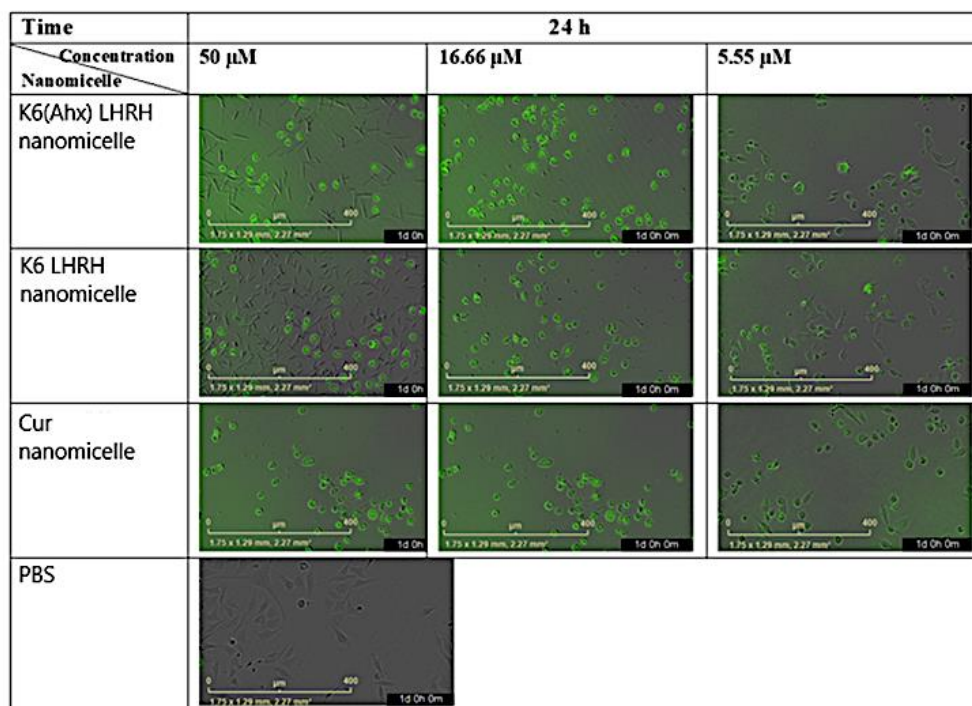 Time
24 h
Concentration
Nanomicelle
50 µM
16.66 µM
5.55 µM
K6(Ahx) LHRH
nanomicelle
0 µm 400
1.75 x 1.29 mm, 2.27 mm²
1d 0h
0 µm 400
1.75 x 1.29 mm, 2.27 mm²
1d 0h 0m
0 µm 400
1.75 x 1.29 mm, 2.27 mm²
1d 0h 0m
K6 LHRH
nanomicelle
0 µm 400
1.75 x 1.29 mm, 2.27 mm²
1d 0h
0 µm 400
1.75 x 1.29 mm, 2.27 mm²
1d 0h 0m
0 µm 400
1.75 x 1.29 mm, 2.27 mm²
1d 0h 0m
Cur
nanomicelle
0 µm 400
1.75 x 1.29 mm, 2.27 mm²
1d 0h
0 µm 400
1.75 x 1.29 mm, 2.27 mm²
1d 0h 0m
0 µm 400
1.75 x 1.29 mm, 2.27 mm²
1d 0h 0m
PBS
0 µm 400
1.75 x 1.29 mm, 2.27 mm²
1d 0h 0m